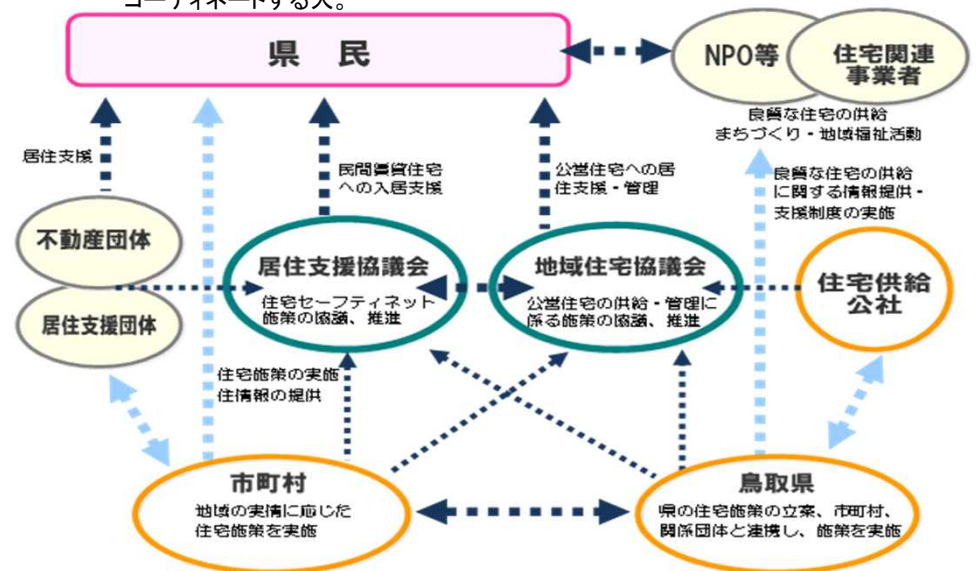 コーディネートする人。
県　民
NPO等
住宅関連
事業者
良質な住宅の供給
まちづくり・地域福祉活動
居住支援
民間賃貸住宅
への入居支援
公営住宅への居
住支援・管理
良質な住宅の供給
に関する情報提供・
支援制度の実施
不動産団体
居住支援団体
居住支援協議会
住宅セーフティネット
施策の協議、推進
地域住宅協議会
公営住宅の供給・管理に
係る施策の協議、推進
住宅供給
公社
住宅施策の実施
住情報の提供
市町村
地域の実情に応じた
住宅施策を実施
鳥取県
県の住宅施策の立案、市町村、
関係団体と連携し、施策を実施